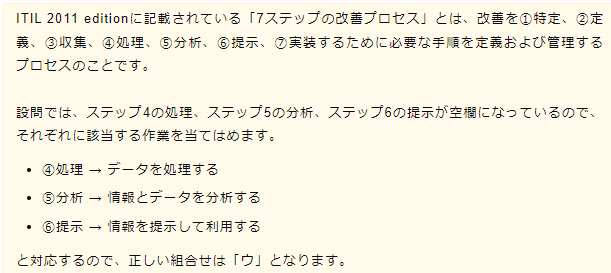 ITIL 2011 editionに記載されている「7ステップの改善プロセス」とは、改善を①特定、②定
義、③収集、④処理、⑤分析、⑥提示、⑦実装するために必要な手順を定義および管理する
プロセスのことです。
設問では、ステップ4の処理、ステップ5の分析、ステップ6の提示が空欄になっているので、
それぞれに該当する作業を当てはめます。
• ④処理 → データを処理する
• ⑤分析 → 情報とデータを分析する
• ⑥提示 → 情報を提示して利用する
と対応するので、正しい組合せは「ウ」となります。